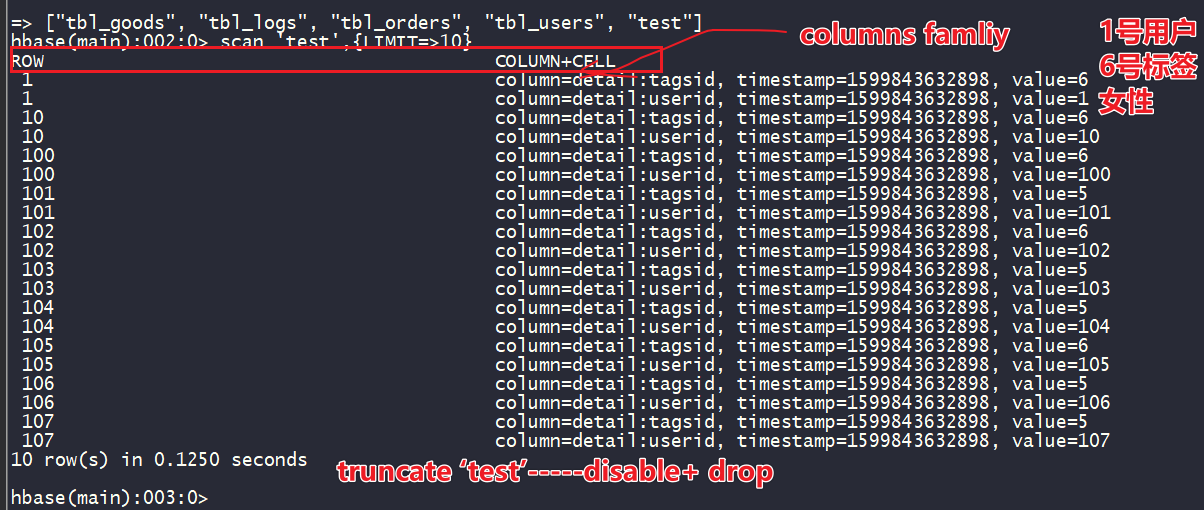 => ["tbl_goods", "tbl_logs", "tbl_orders", "tbl_users", "test"]
hbase(main):002:0> scan 'test',{LIMIT=>10}
columns famliy
1号用户
6号标签
女性
ROW COLUMN+CELL
1 column=detail:tagsid, timestamp=1599843632898, value=6
1 column=detail:userid, timestamp=1599843632898, value=1
10 column=detail:tagsid, timestamp=1599843632898, value=6
10 column=detail:userid, timestamp=1599843632898, value=10
100 column=detail:tagsid, timestamp=1599843632898, value=6
100 column=detail:userid, timestamp=1599843632898, value=100
101 column=detail:tagsid, timestamp=1599843632898, value=5
101 column=detail:userid, timestamp=1599843632898, value=101
102 column=detail:tagsid, timestamp=1599843632898, value=6
102 column=detail:userid, timestamp=1599843632898, value=102
103 column=detail:tagsid, timestamp=1599843632898, value=5
103 column=detail:userid, timestamp=1599843632898, value=103
104 column=detail:tagsid, timestamp=1599843632898, value=5
104 column=detail:userid, timestamp=1599843632898, value=104
105 column=detail:tagsid, timestamp=1599843632898, value=6
105 column=detail:userid, timestamp=1599843632898, value=105
106 column=detail:tagsid, timestamp=1599843632898, value=5
106 column=detail:userid, timestamp=1599843632898, value=106
107 column=detail:tagsid, timestamp=1599843632898, value=5
107 column=detail:userid, timestamp=1599843632898, value=107
10 row(s) in 0.1250 seconds
truncate ‘test’-----disable+ drop
hbase(main):003:0>